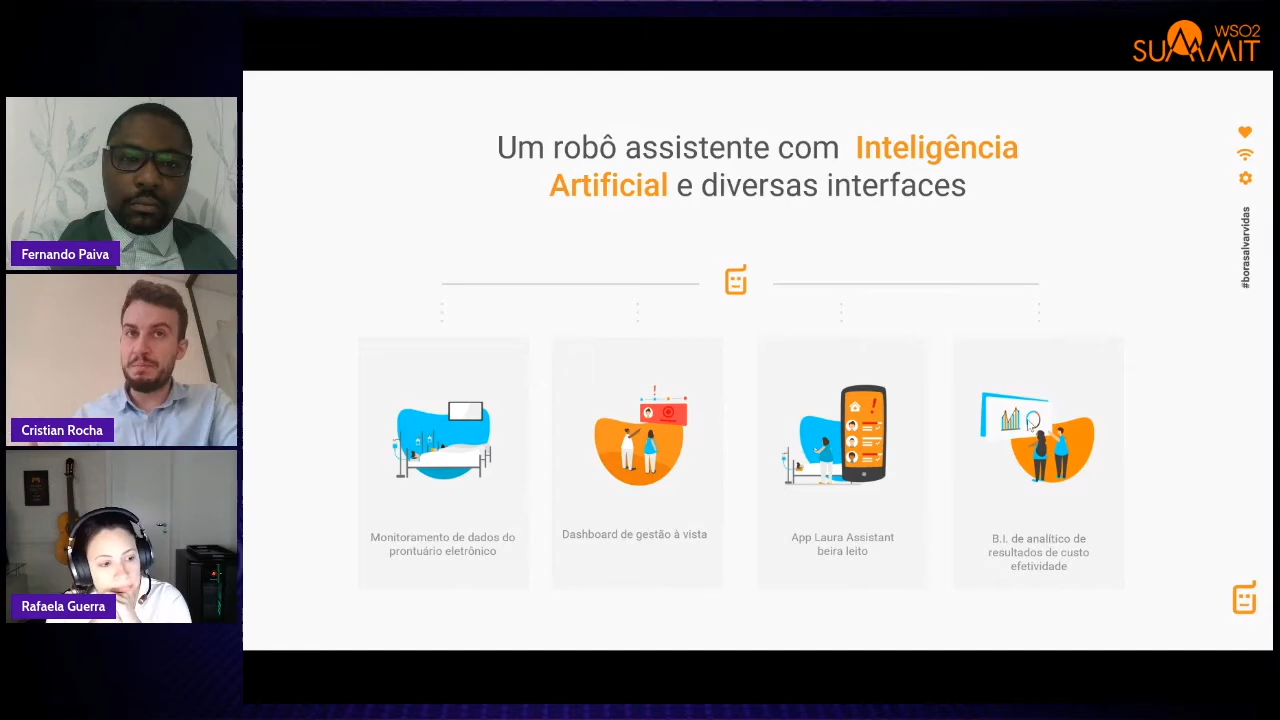 WSO2
SUMMIT
Um robô assistente com Inteligência
Artificial e diversas interfaces
#borasalvarvidas
Monitoramento de dados do
prontuário eletrônico
Dashboard de gestão à vista
App Laura Assistant
beira leito
B.I. de analítico de
resultados de custo
efetividade
Fernando Paiva
Cristian Rocha
Rafaela Guerra